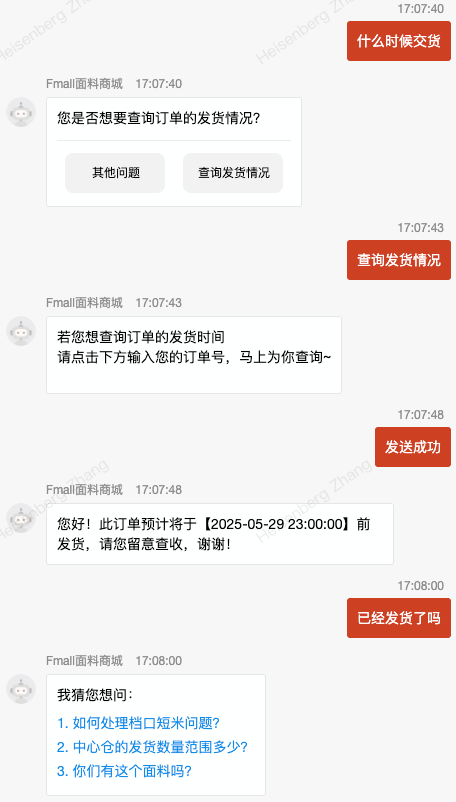 17:07:40
什么时候交货
Fmall面料商城 17:07:40
您是否想要查询订单的发货情况?
其他问题 查询发货情况
17:07:43
查询发货情况
Fmall面料商城 17:07:43
若您想查询订单的发货时间
请点击下方输入您的订单号，马上为你查询~
17:07:48
发送成功
Fmall面料商城 17:07:48
您好！此订单预计将于【2025-05-29 23:00:00】前
发货，请您留意查收，谢谢！
17:08:00
已经发货了吗
Fmall面料商城 17:08:00
我猜您想问：
1. 如何处理档口短米问题?
2. 中心仓的发货数量范围多少?
3. 你们有这个面料吗?
Heisenberg Zhang
Heisenberg Zhang
Heisenberg Zhang
Heisenberg Zhang